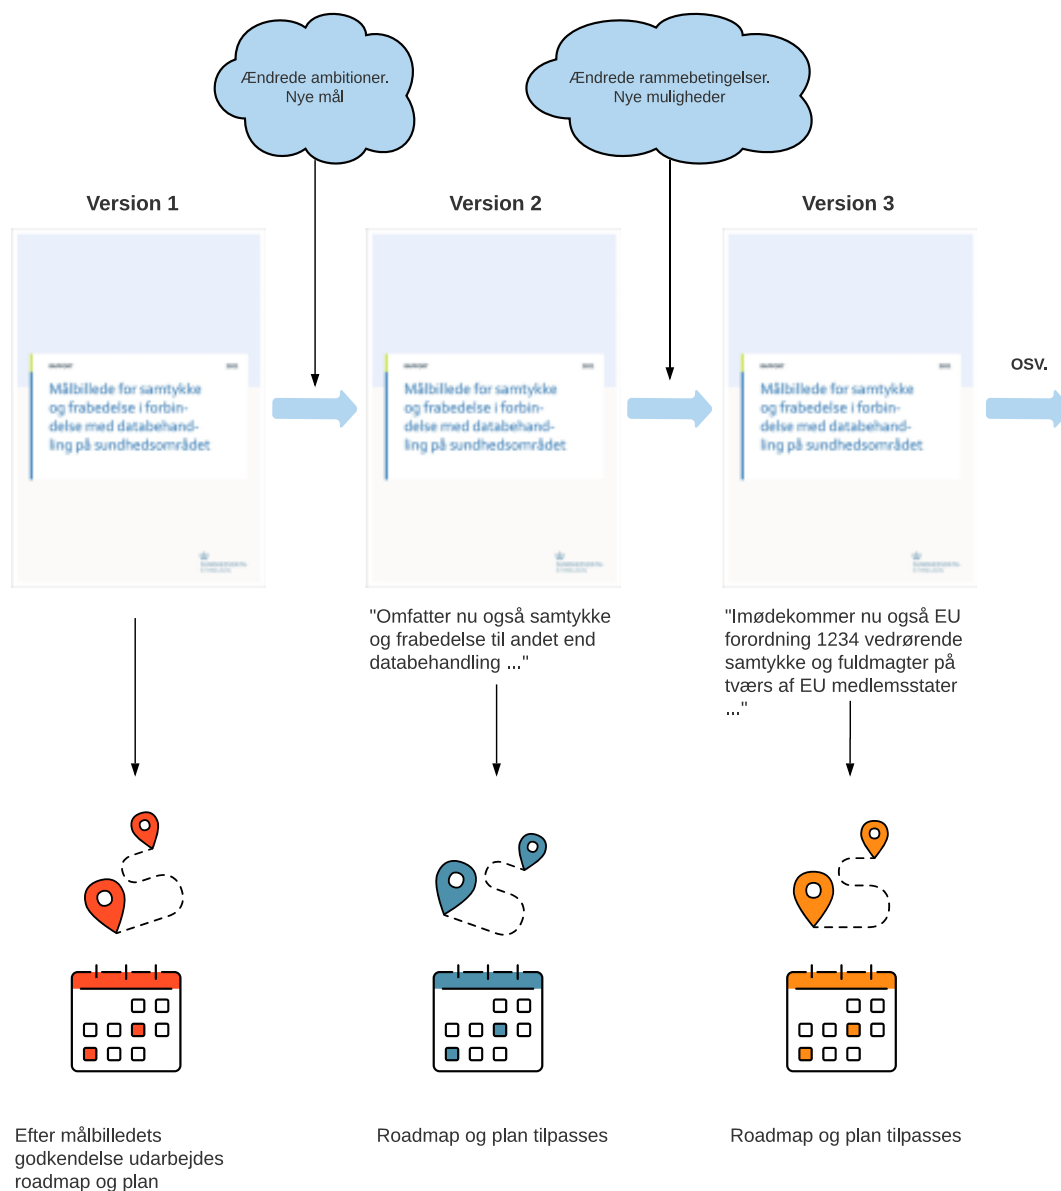 Ændrede ambitioner.
Nye mål
Ændrede rammebetingelser.
Nye muligheder
Version 1
Version 2
Version 3
Målbillede for samtykke
og frabedelse i forbin-
delse med databehand-
ling på sundhedsområdet
Målbillede for samtykke
og frabedelse i forbin-
delse med databehand-
ling på sundhedsområdet
Målbillede for samtykke
og frabedelse i forbin-
delse med databehand-
ling på sundhedsområdet
OSV.
"Omfatter nu også samtykke
og frabedelse til andet end
databehandling ..."
"Imødekommer nu også EU
forordning 1234 vedrørende
samtykke og fuldmagter på
tværs af EU medlemsstater
..."
Efter målbilledets
godkendelse udarbejdes
roadmap og plan
Roadmap og plan tilpasses
Roadmap og plan tilpasses